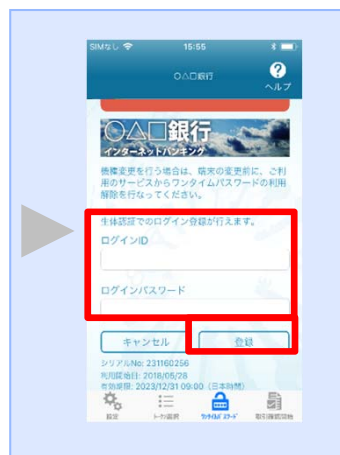 SIMなし 15:55
○△□銀行
?
ヘルプ
○△□銀行
インターネットバンキング
機種変更を行う場合は、端末の変更前に、ご利
用のサービスからワンタイムパスワードの利用
解除を行なってください。
生体認証でのログイン登録が行えます。
ログインID
ログインパスワード
キャンセル 登録
シリアルNo: 231160256
利用開始日: 2018/05/28
有効期限: 2023/12/31 09:00 (日本時間)
設定 トークン選択 ワンタイムパスワード 取引確認開始